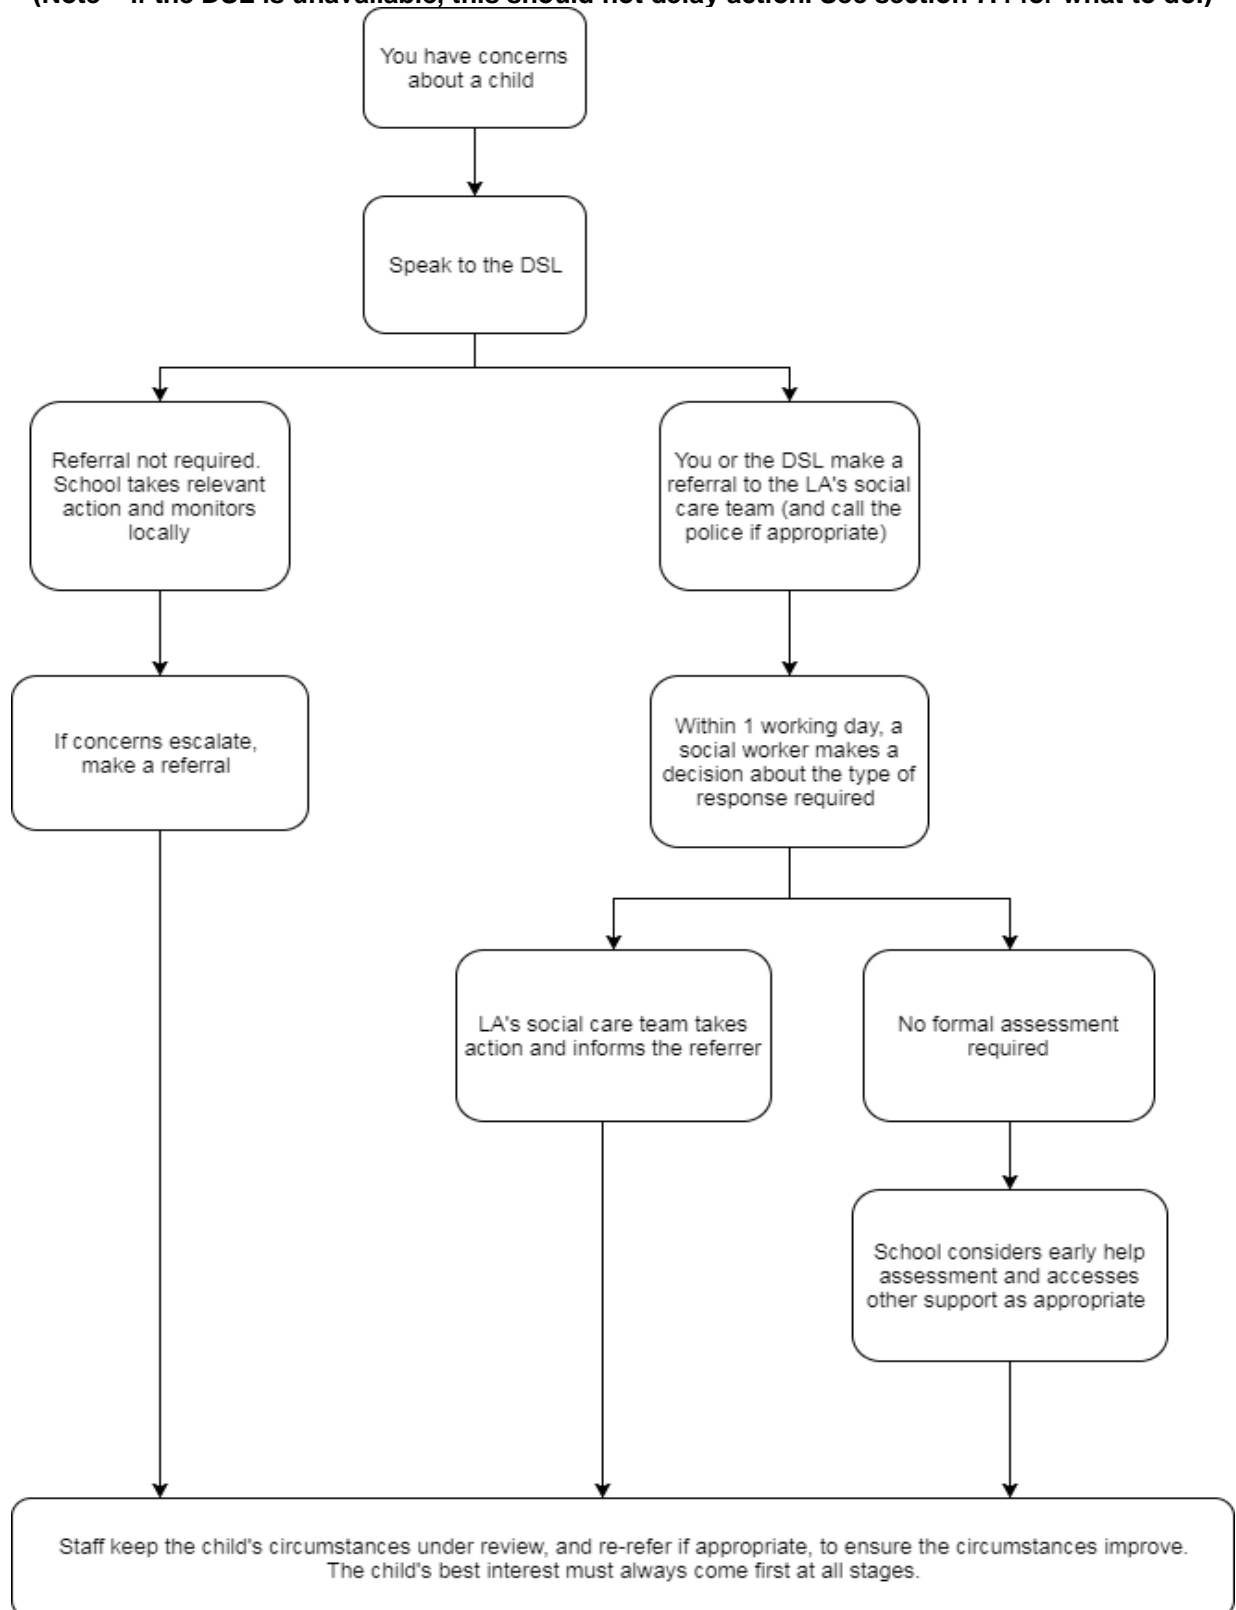 (Note – if the DSL is unavailable, this should not delay action. See section 7.4 for what to do.)
You have concerns
about a child
Speak to the DSL
Referral not required.
School takes relevant
action and monitors
locally
You or the DSL make a
referral to the LA's social
care team (and call the
police if appropriate)
If concerns escalate,
make a referral
Within 1 working day, a
social worker makes a
decision about the type of
response required
LA's social care team takes
action and informs the referrer
No formal assessment
required
School considers early help
assessment and accesses
other support as appropriate
Staff keep the child's circumstances under review, and re-refer if appropriate, to ensure the circumstances improve.
The child's best interest must always come first at all stages.